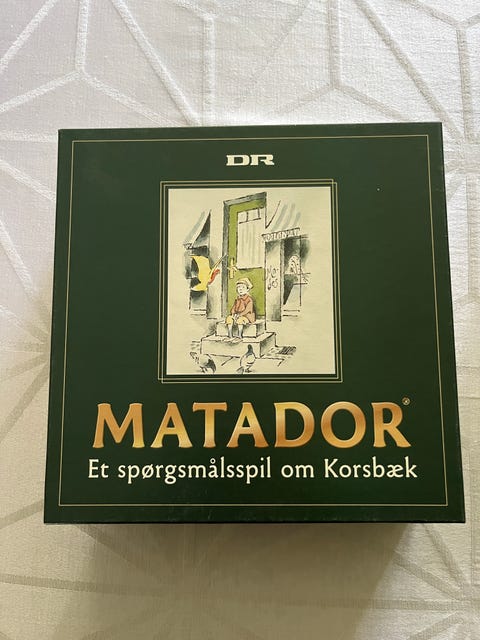 DR
MATADOR®
Et spørgsmålsspil om Korsbæk